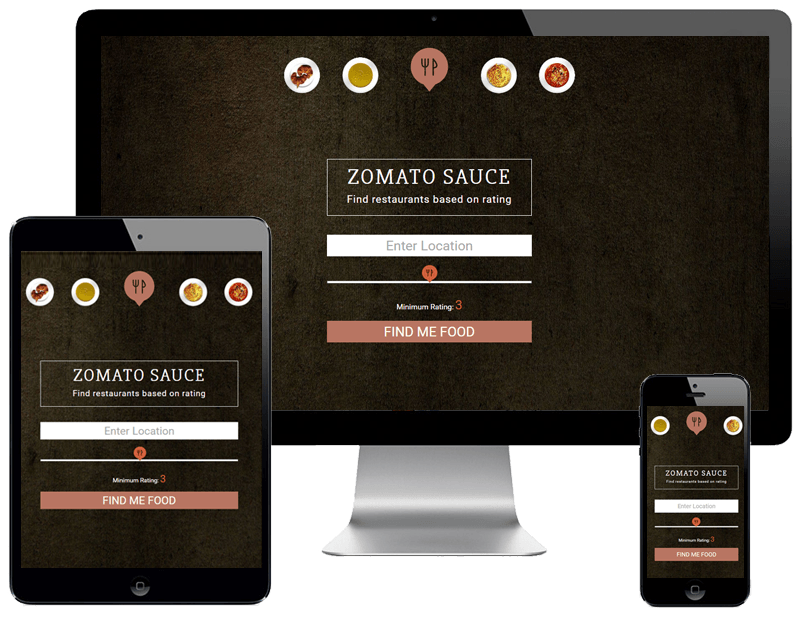 ZOMATO SAUCE
Find restaurants based on rating
Enter Location
Minimum Rating: 3
FIND ME FOOD
ZOMATO SAUCE
Find restaurants based on rating
Enter Location
Minimum Rating: 3
FIND ME FOOD
ZOMATO SAUCE
Find restaurants based on rating
Enter Location
Minimum Rating: 3
FIND ME FOOD